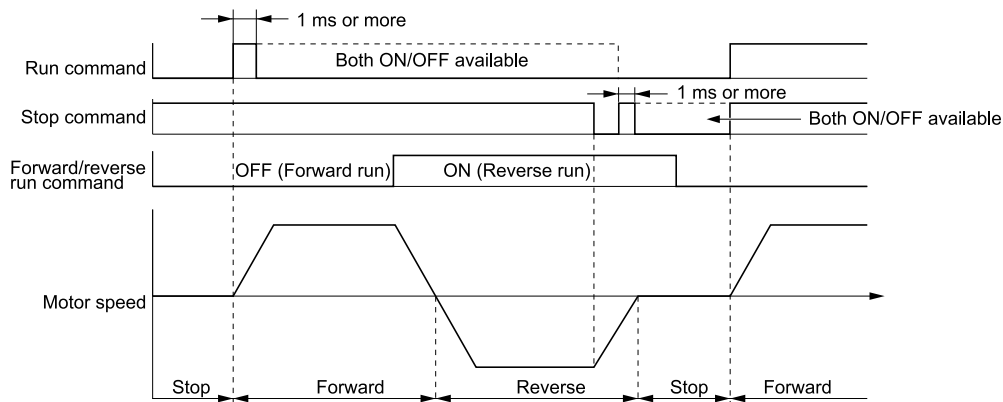 1 ms or more
Run command
Both ON/OFF available
1 ms or more
Stop command
Both ON/OFF available
Forward/reverse
run command
OFF (Forward run)
ON (Reverse run)
Motor speed
Stop
Forward
Reverse
Stop
Forward